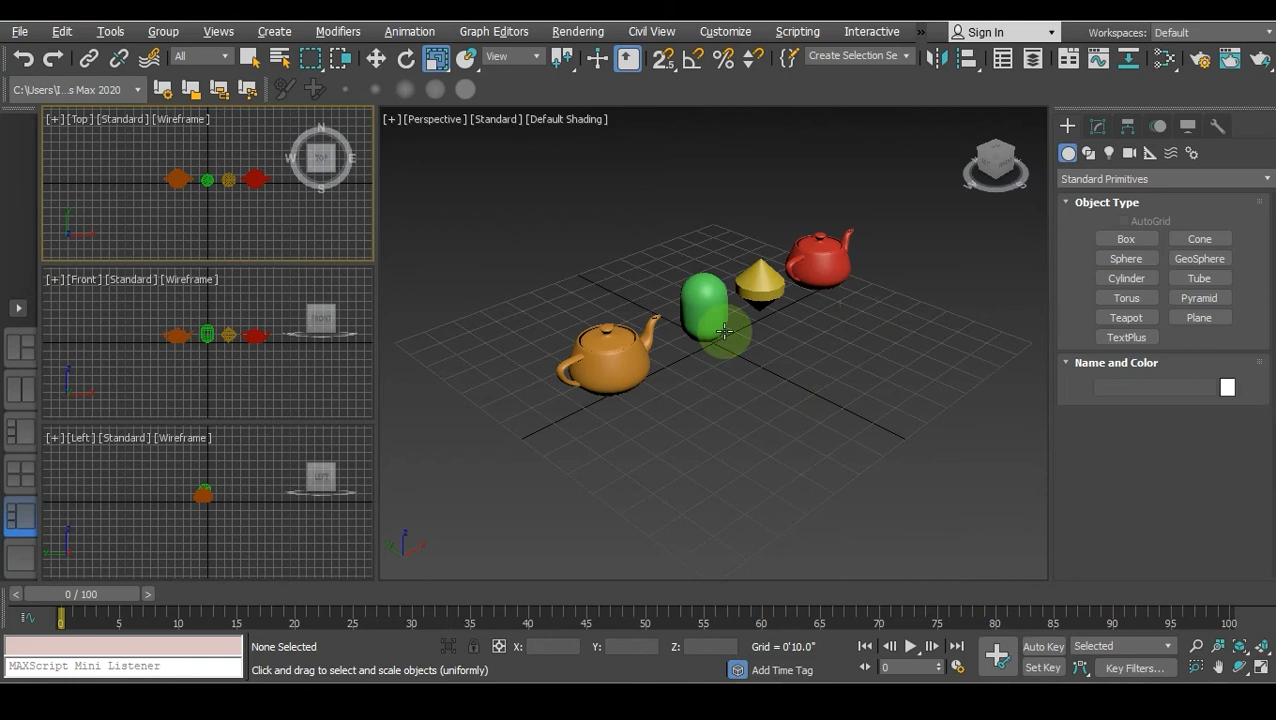 File Edit Tools Group Views Create Modifiers Animation Graph Editors Rendering Civil View Customize Scripting Interactive » Sign In Workspaces: Default
All View Create Selection Se
C:\Users\I...s Max 2020
[+] [Top] [Standard] [Wireframe]
N
W TOP E
S
[+] [Front] [Standard] [Wireframe]
FRONT
[+] [Left] [Standard] [Wireframe]
LEFT
[+] [Perspective] [Standard] [Default Shading]
Standard Primitives
Object Type
AutoGrid
Box Cone
Sphere GeoSphere
Cylinder Tube
Torus Pyramid
Teapot Plane
TextPlus
Name and Color
< 0 / 100 >
0 5 10 15 20 25 30 35 40 45 50 55 60 65 70 75 80 85 90 95 100
None Selected X: Y: Z: Grid = 0'10.0" Auto Key Selected
MAXScript Mini Listener Click and drag to select and scale objects (uniformly) Add Time Tag 0 Set Key Key Filters...